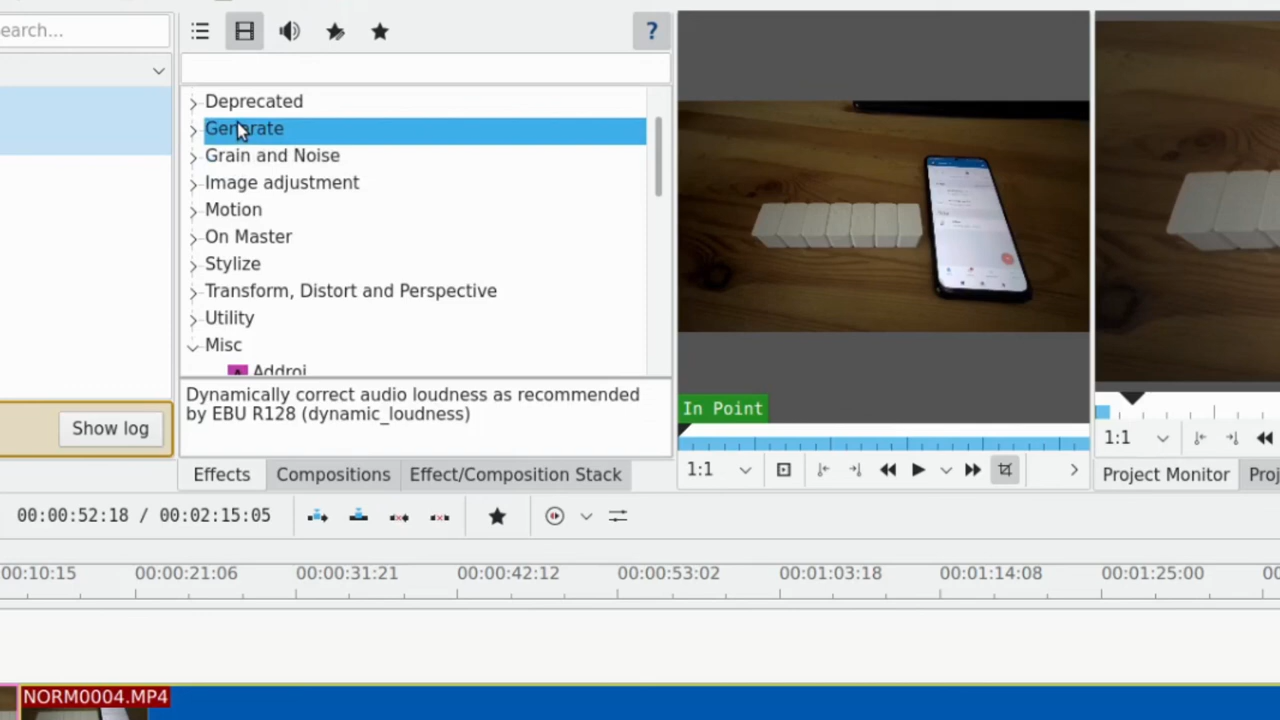 earch...
?
Deprecated
Generate
Grain and Noise
Image adjustment
Motion
On Master
Stylize
Transform, Distort and Perspective
Utility
Misc
Dynamically correct audio loudness as recommended
by EBU R128 (dynamic_loudness)
Show log
Effects
Compositions
Effect/Composition Stack
In Point
1:1
1:1
Project Monitor
Proj
00:00:52:18 / 00:02:15:05
00:10:15
00:00:21:06
00:00:31:21
00:00:42:12
00:00:53:02
00:01:03:18
00:01:14:08
00:01:25:00
NORM0004.MP4